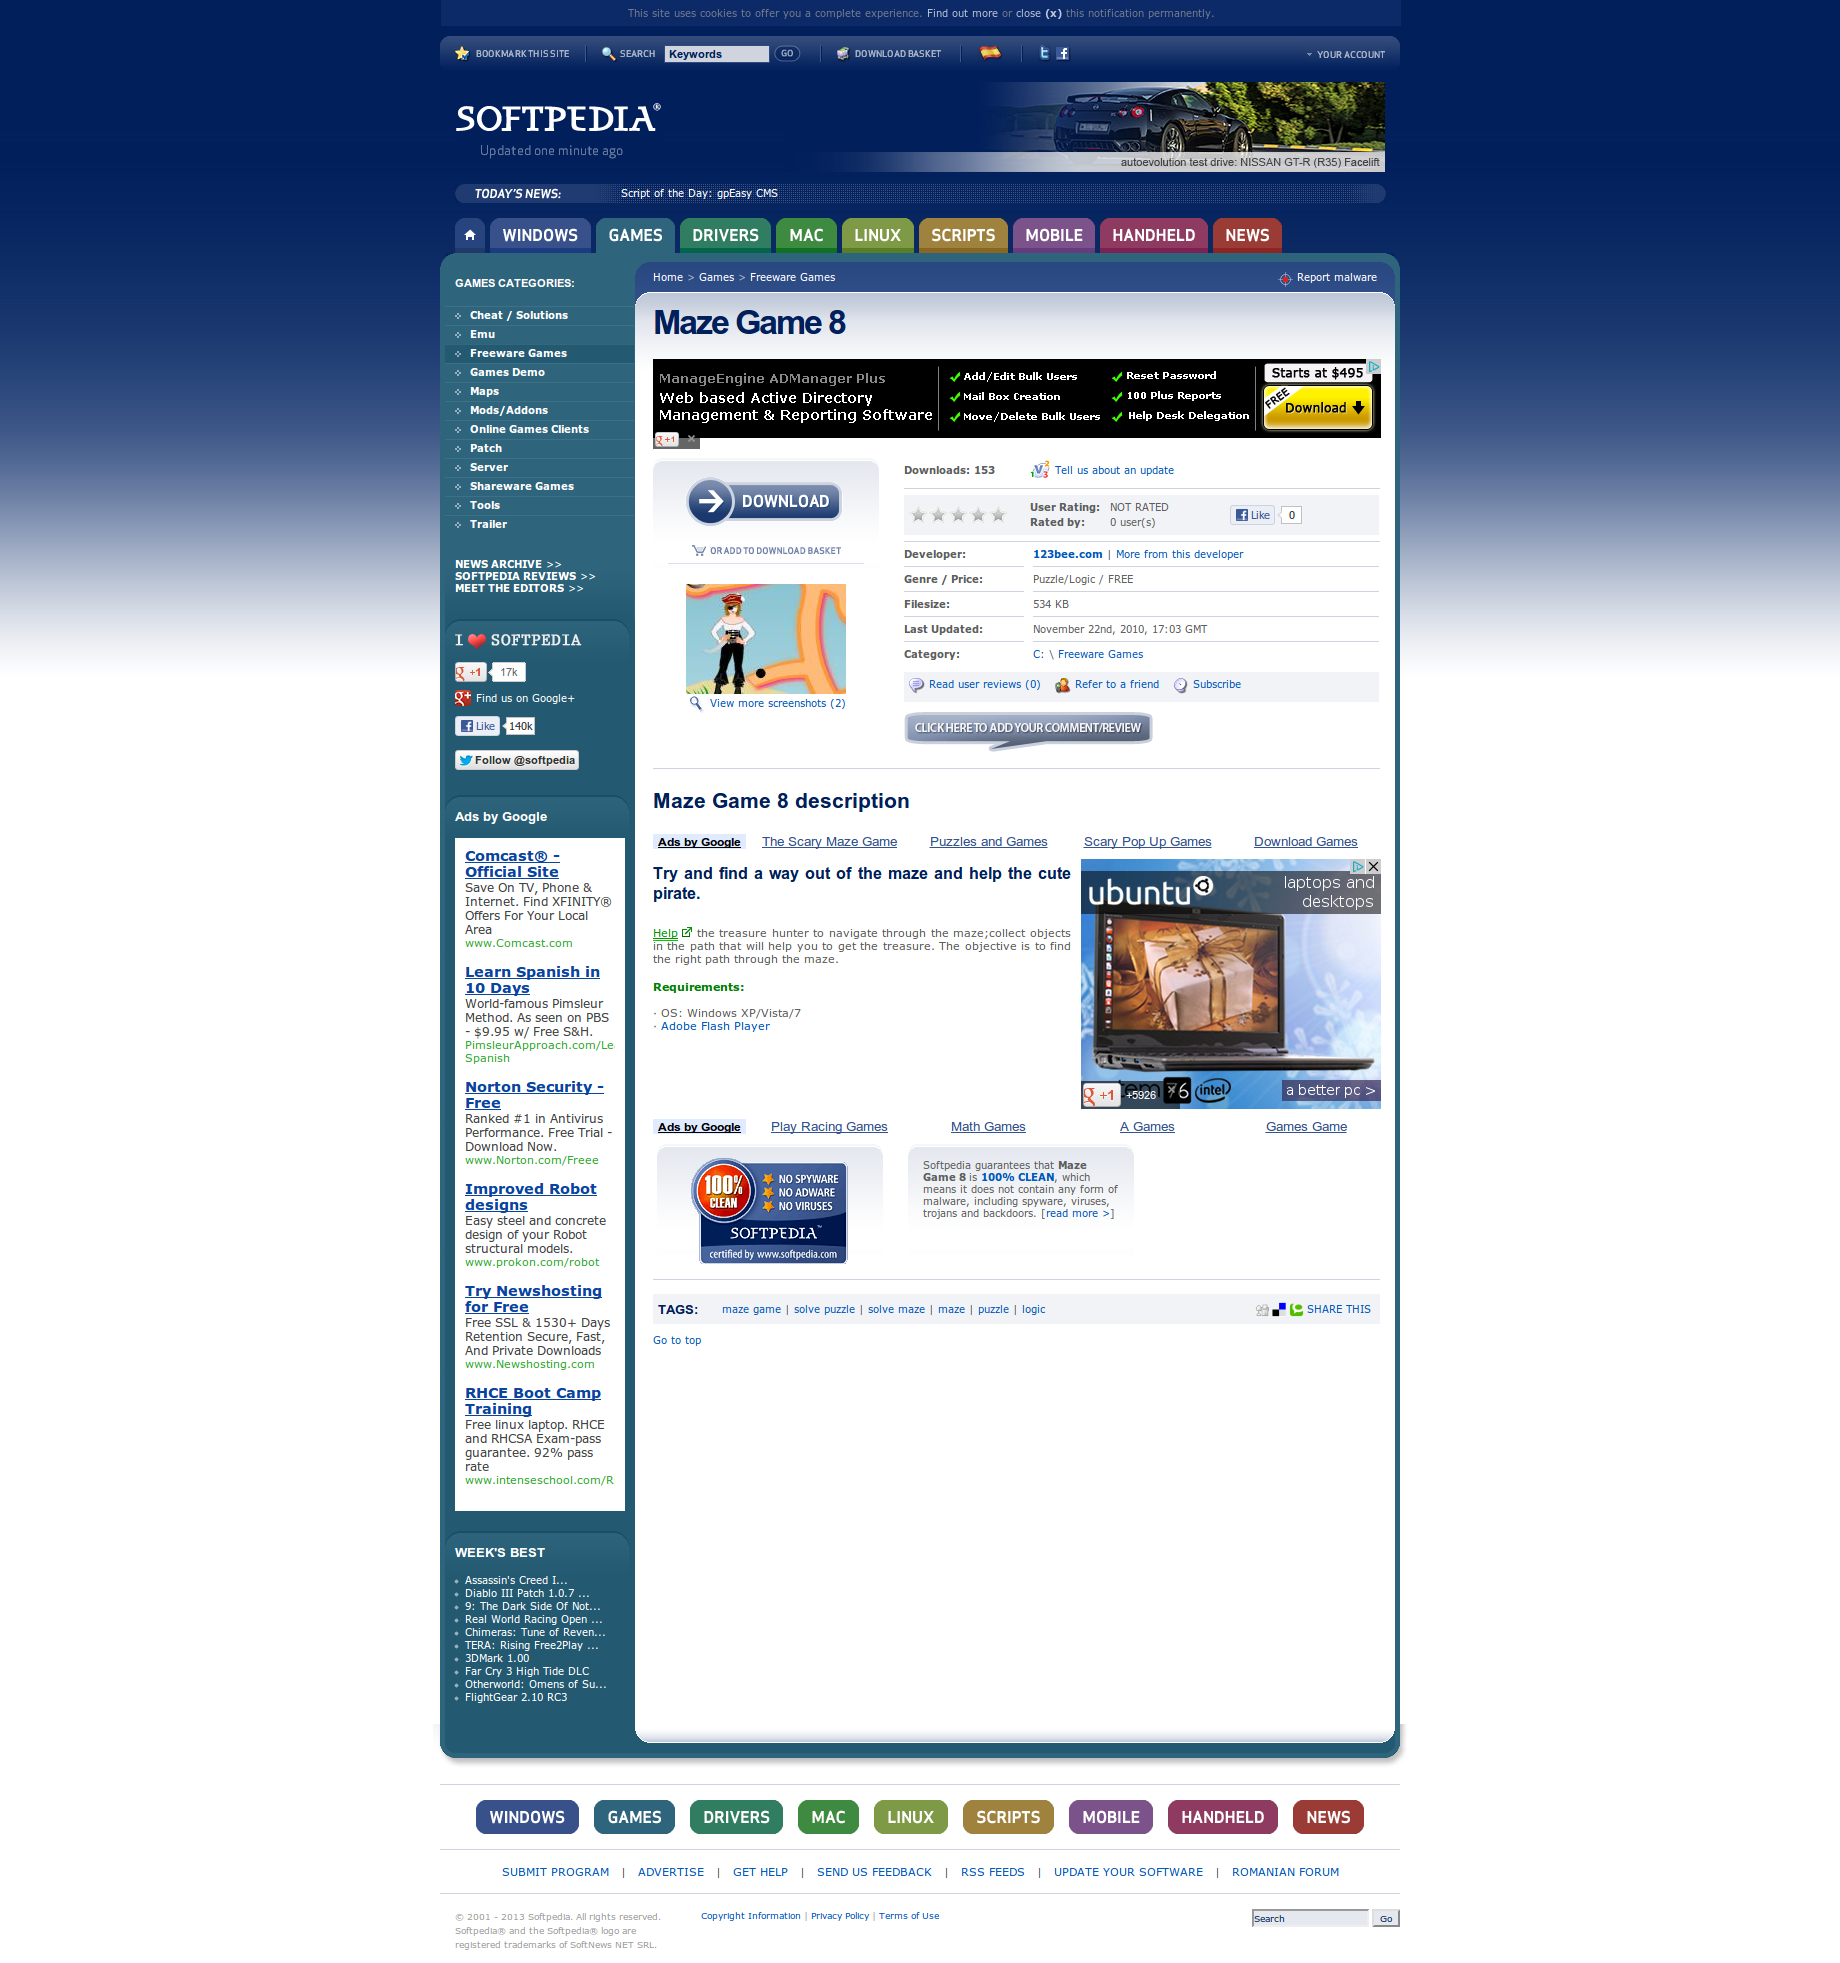 This site uses cookies to offer you a complete experience. Find out more or close (x) this notification permanently.
BOOKMARK THIS SITE
SEARCH
Keywords
GO
DOWNLOAD BASKET
YOUR ACCOUNT
SOFTPEDIA®
Updated one minute ago
autoevolution test drive: NISSAN GT-R (R35) Facelift
TODAY'S NEWS:
Script of the Day: gpEasy CMS
WINDOWS GAMES DRIVERS MAC LINUX SCRIPTS MOBILE HANDHELD NEWS
GAMES CATEGORIES:
Cheat / Solutions
Emu
Freeware Games
Games Demo
Maps
Mods/Addons
Online Games Clients
Patch
Server
Shareware Games
Tools
Trailer
NEWS ARCHIVE >>
SOFTPEDIA REVIEWS >>
MEET THE EDITORS >>
I SOFTPEDIA
g +1 17k
Find us on Google+
Like 140k
Follow @softpedia
Ads by Google
Comcast® -
Official Site
Save On TV, Phone &
Internet. Find XFINITY®
Offers For Your Local
Area
www.Comcast.com
Learn Spanish in
10 Days
World-famous Pimsleur
Method. As seen on PBS
- $9.95 w/ Free S&H.
PimsleurApproach.com/Le
Spanish
Norton Security -
Free
Ranked #1 in Antivirus
Performance. Free Trial -
Download Now.
www.Norton.com/Freee
Improved Robot
designs
Easy steel and concrete
design of your Robot
structural models.
www.prokon.com/robot
Try Newshosting
for Free
Free SSL & 1530+ Days
Retention Secure, Fast,
And Private Downloads
www.Newshosting.com
RHCE Boot Camp
Training
Free linux laptop. RHCE
and RHCSA Exam-pass
guarantee. 92% pass
rate
www.intenseschool.com/R
WEEK'S BEST
Assassin's Creed I...
Diablo III Patch 1.0.7 ...
9: The Dark Side Of Not...
Real World Racing Open ...
Chimeras: Tune of Reven...
TERA: Rising Free2Play ...
3DMark 1.00
Far Cry 3 High Tide DLC
Otherworld: Omens of Su...
FlightGear 2.10 RC3
Home > Games > Freeware Games
Report malware
Maze Game 8
ManageEngine ADManager Plus
Web based Active Directory
Management & Reporting Software
Add/Edit Bulk Users
Mail Box Creation
Move/Delete Bulk Users
Reset Password
100 Plus Reports
Help Desk Delegation
Starts at $495
FREE
Download
g +1
DOWNLOAD
OR ADD TO DOWNLOAD BASKET
View more screenshots (2)
Downloads: 153
Tell us about an update
User Rating: NOT RATED
Rated by: 0 user(s)
Like 0
Developer: 123bee.com | More from this developer
Genre / Price: Puzzle/Logic / FREE
Filesize: 534 KB
Last Updated: November 22nd, 2010, 17:03 GMT
Category: C: \ Freeware Games
Read user reviews (0)
Refer to a friend
Subscribe
CLICK HERE TO ADD YOUR COMMENT/REVIEW
Maze Game 8 description
Ads by Google The Scary Maze Game Puzzles and Games Scary Pop Up Games Download Games
Try and find a way out of the maze and help the cute
pirate.
Help the treasure hunter to navigate through the maze;collect objects
in the path that will help you to get the treasure. The objective is to find
the right path through the maze.
Requirements:
· OS: Windows XP/Vista/7
· Adobe Flash Player
ubuntu
laptops and
desktops
76 intel
g +1 +5926
a better pc >
Ads by Google Play Racing Games Math Games A Games Games Game
100%
CLEAN
NO SPYWARE
NO ADWARE
NO VIRUSES
SOFTPEDIA™
certified by www.softpedia.com
Softpedia guarantees that Maze
Game 8 is 100% CLEAN, which
means it does not contain any form of
malware, including spyware, viruses,
trojans and backdoors. [read more >]
TAGS: maze game | solve puzzle | solve maze | maze | puzzle | logic
SHARE THIS
Go to top
WINDOWS GAMES DRIVERS MAC LINUX SCRIPTS MOBILE HANDHELD NEWS
SUBMIT PROGRAM | ADVERTISE | GET HELP | SEND US FEEDBACK | RSS FEEDS | UPDATE YOUR SOFTWARE | ROMANIAN FORUM
© 2001 - 2013 Softpedia. All rights reserved.
Softpedia® and the Softpedia® logo are
registered trademarks of SoftNews NET SRL.
Copyright Information | Privacy Policy | Terms of Use
Search
Go